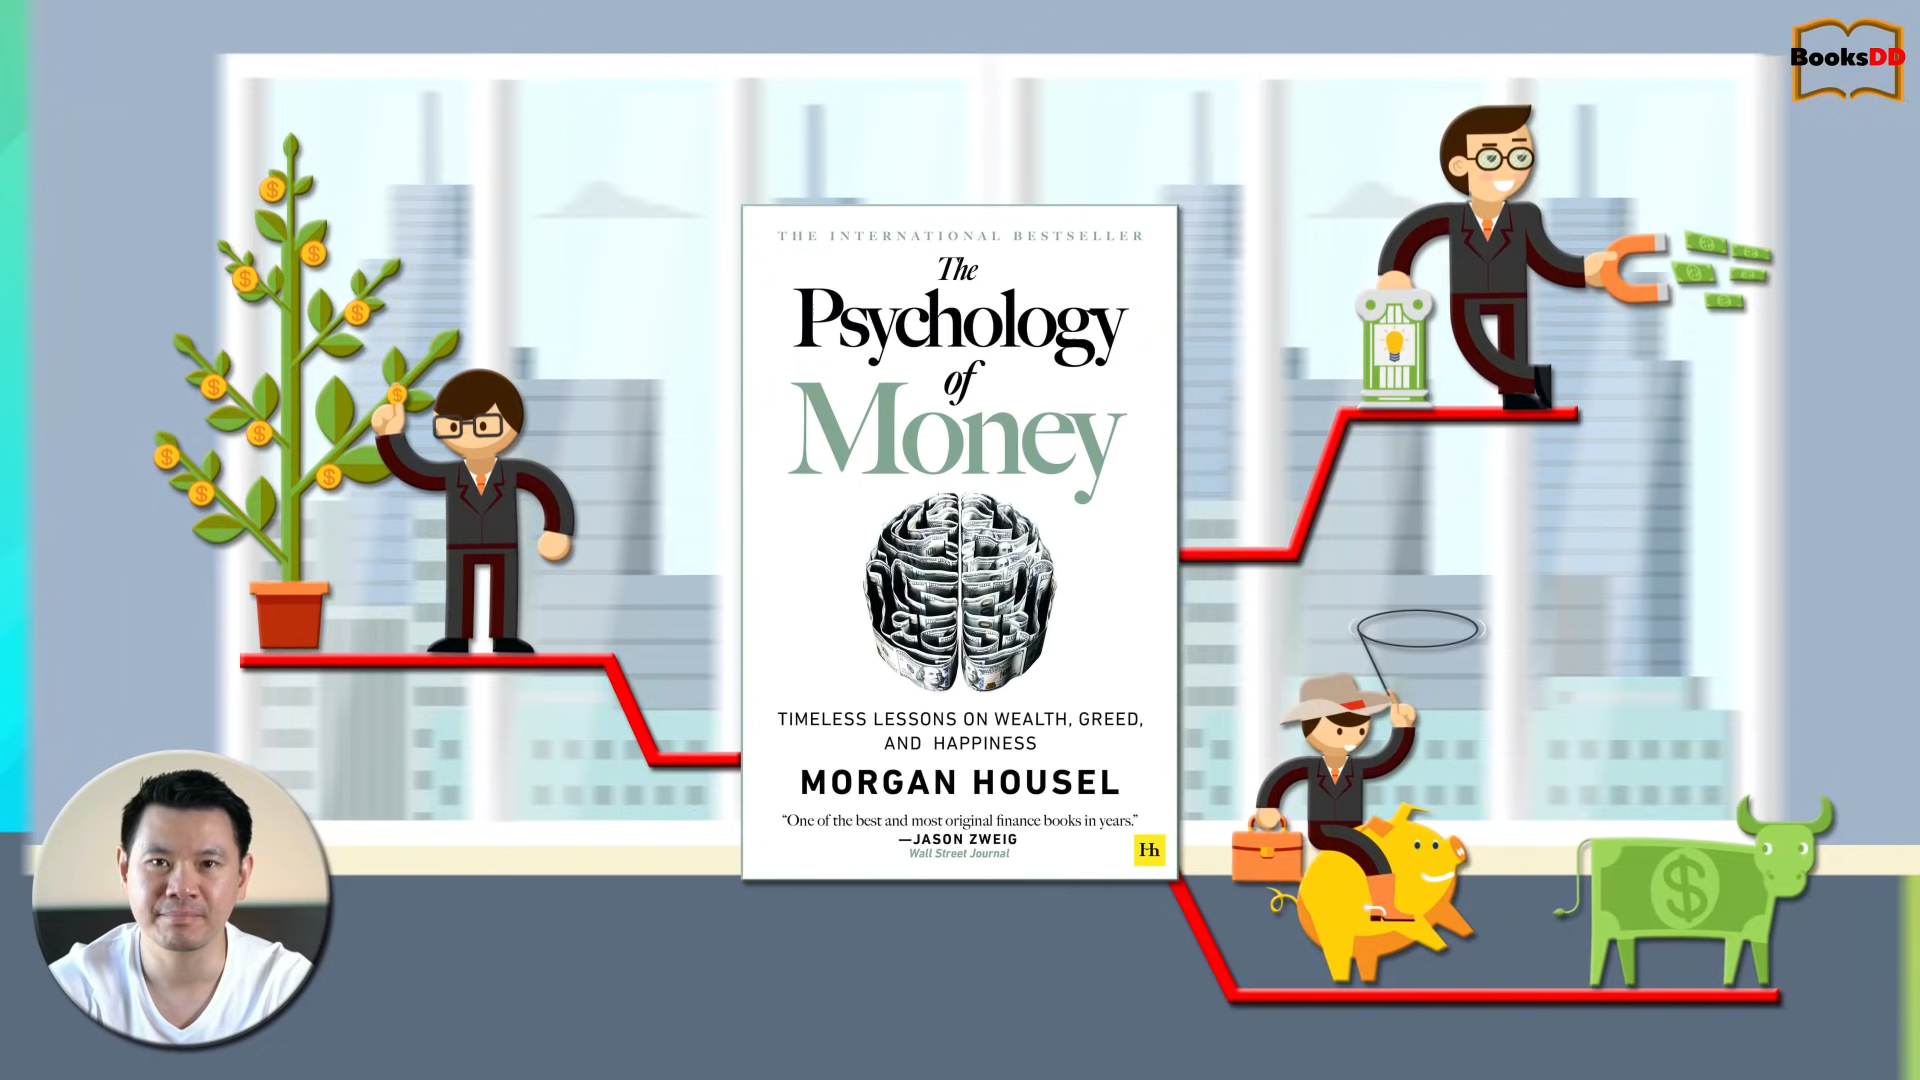 BooksDD
THE INTERNATIONAL BESTSELLER
The
Psychology
of
Money
TIMELESS LESSONS ON WEALTH, GREED,
AND HAPPINESS
MORGAN HOUSEL
“One of the best and most original finance books in years.”
—JASON ZWEIG
Wall Street Journal
Hh
$
$
$
$
$
$
$
$
$
$
$